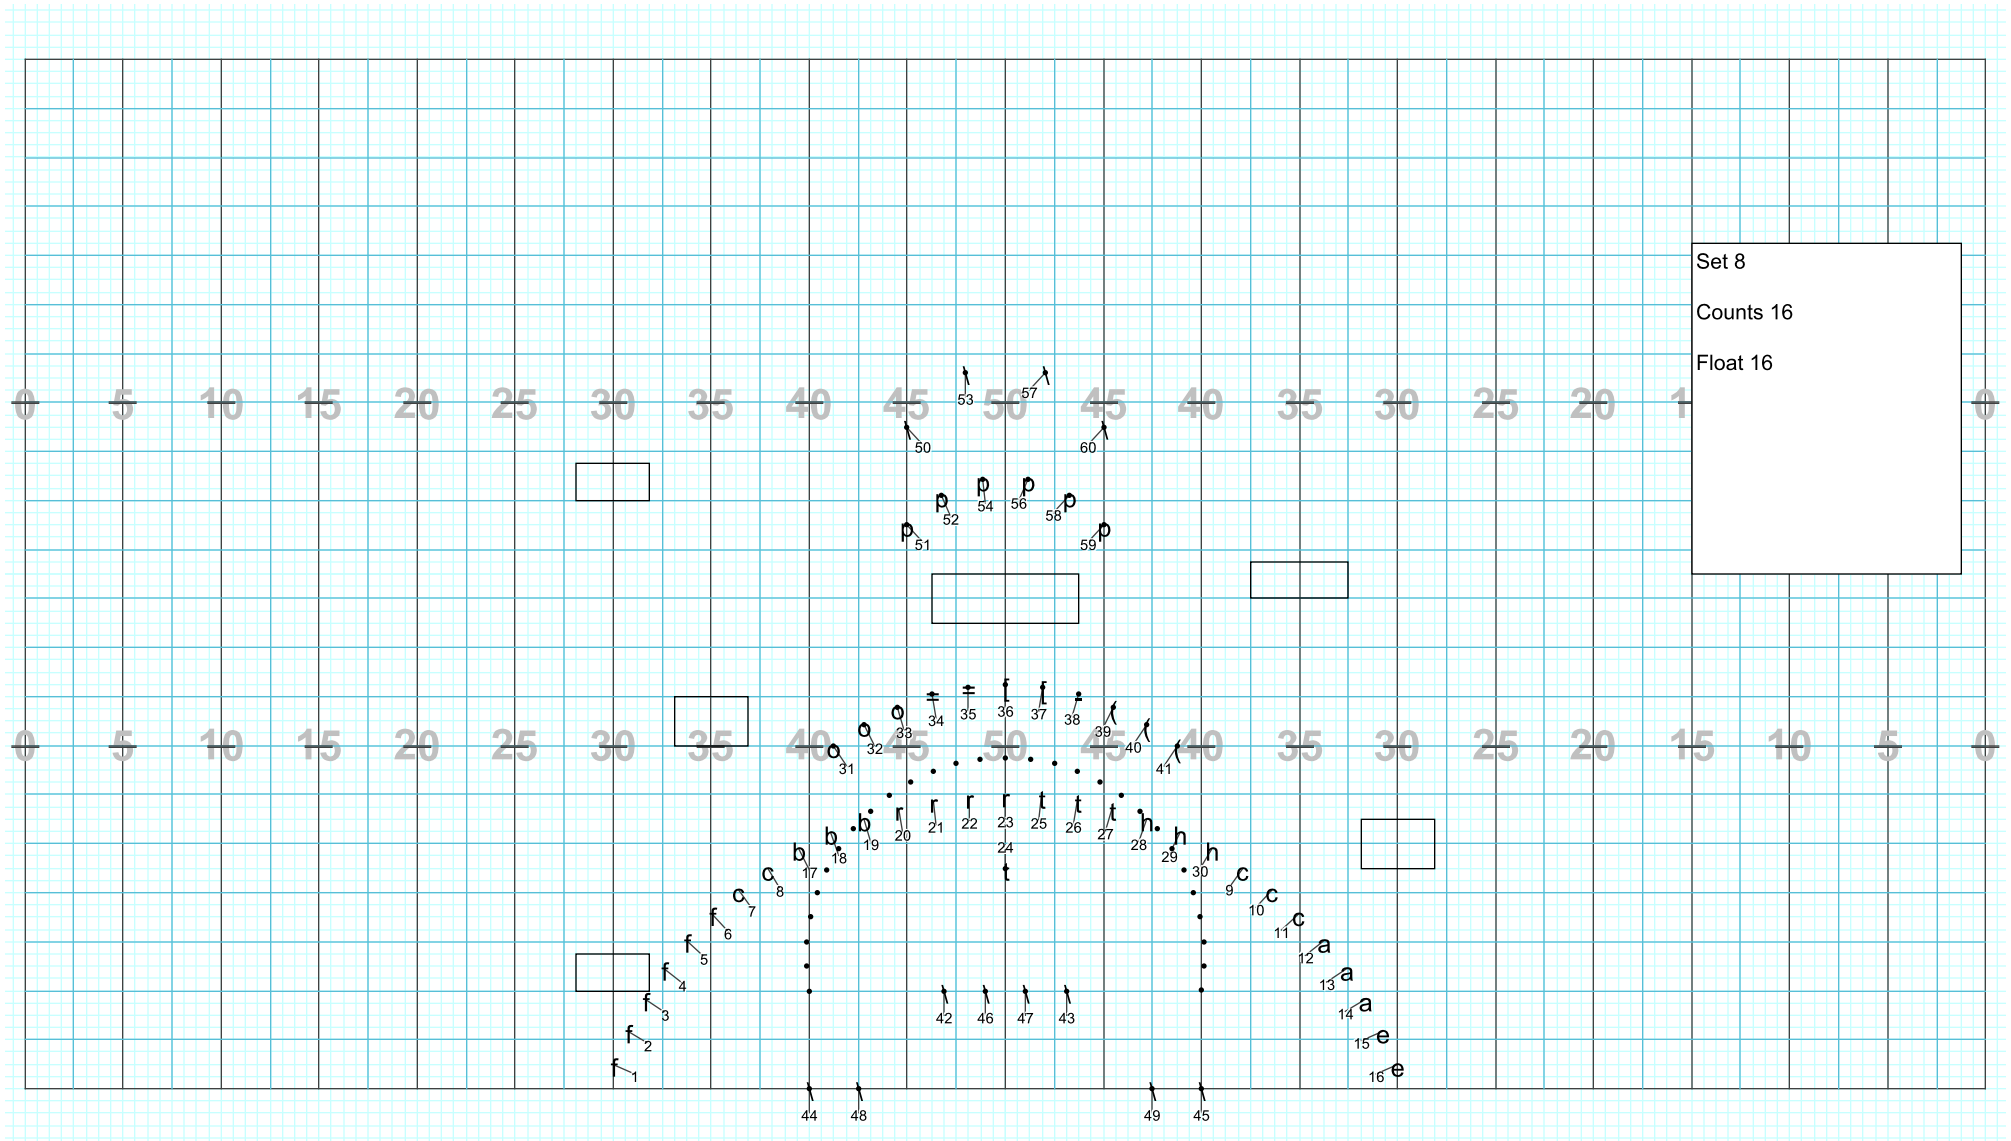 Set 8
Counts 16
Float 16
53 57
0 5 10 15 20 25 30 35 40 45 50 45 40 35 30 25 20 1 0
50 60
p p p p
54 56
52 58
p p
51 59
= = [ [ -
o o ( ( (
34 35 36 37 38
33 39
32 40
o
0 5 10 15 20 25 30 35 40 45 50 45 40 35 30 25 20 15 10 5 0
31 41
r r r r t t t
20 21 22 23 25 26 27
b b b h h h
17 18 19 24 28 29 30
c c t c c c
8 7 9 10 11
f f f f f f a a a e e
6 5 4 3 2 1 12 13 14 15 16
42 46 47 43
44 48 49 45